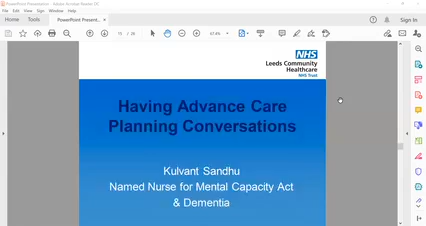 PowerPoint Presentation - Adobe Acrobat Reader DC
File Edit View Sign Window Help
Home Tools PowerPoint Present... × Sign In
15 / 26 67.4%
NHS
Leeds Community
Healthcare
NHS Trust
Having Advance Care
Planning Conversations
Kulvant Sandhu
Named Nurse for Mental Capacity Act
& Dementia